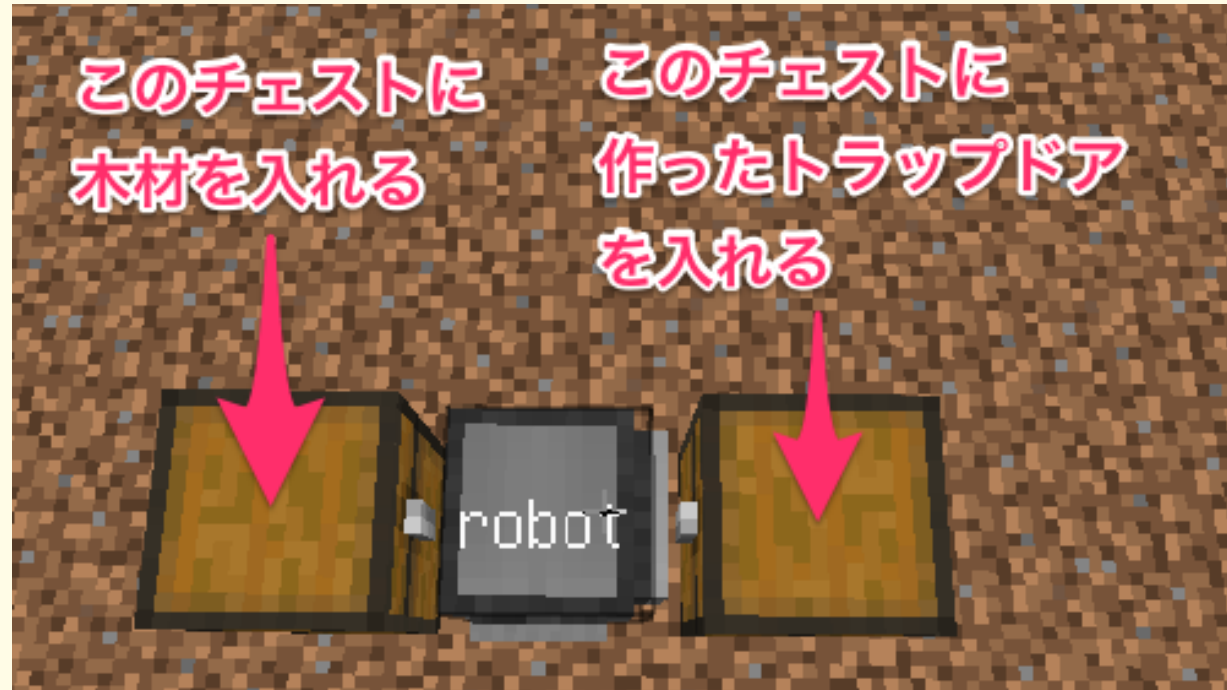 このチェストに
木材を入れる
このチェストに
作ったトラップドア
を入れる
robot